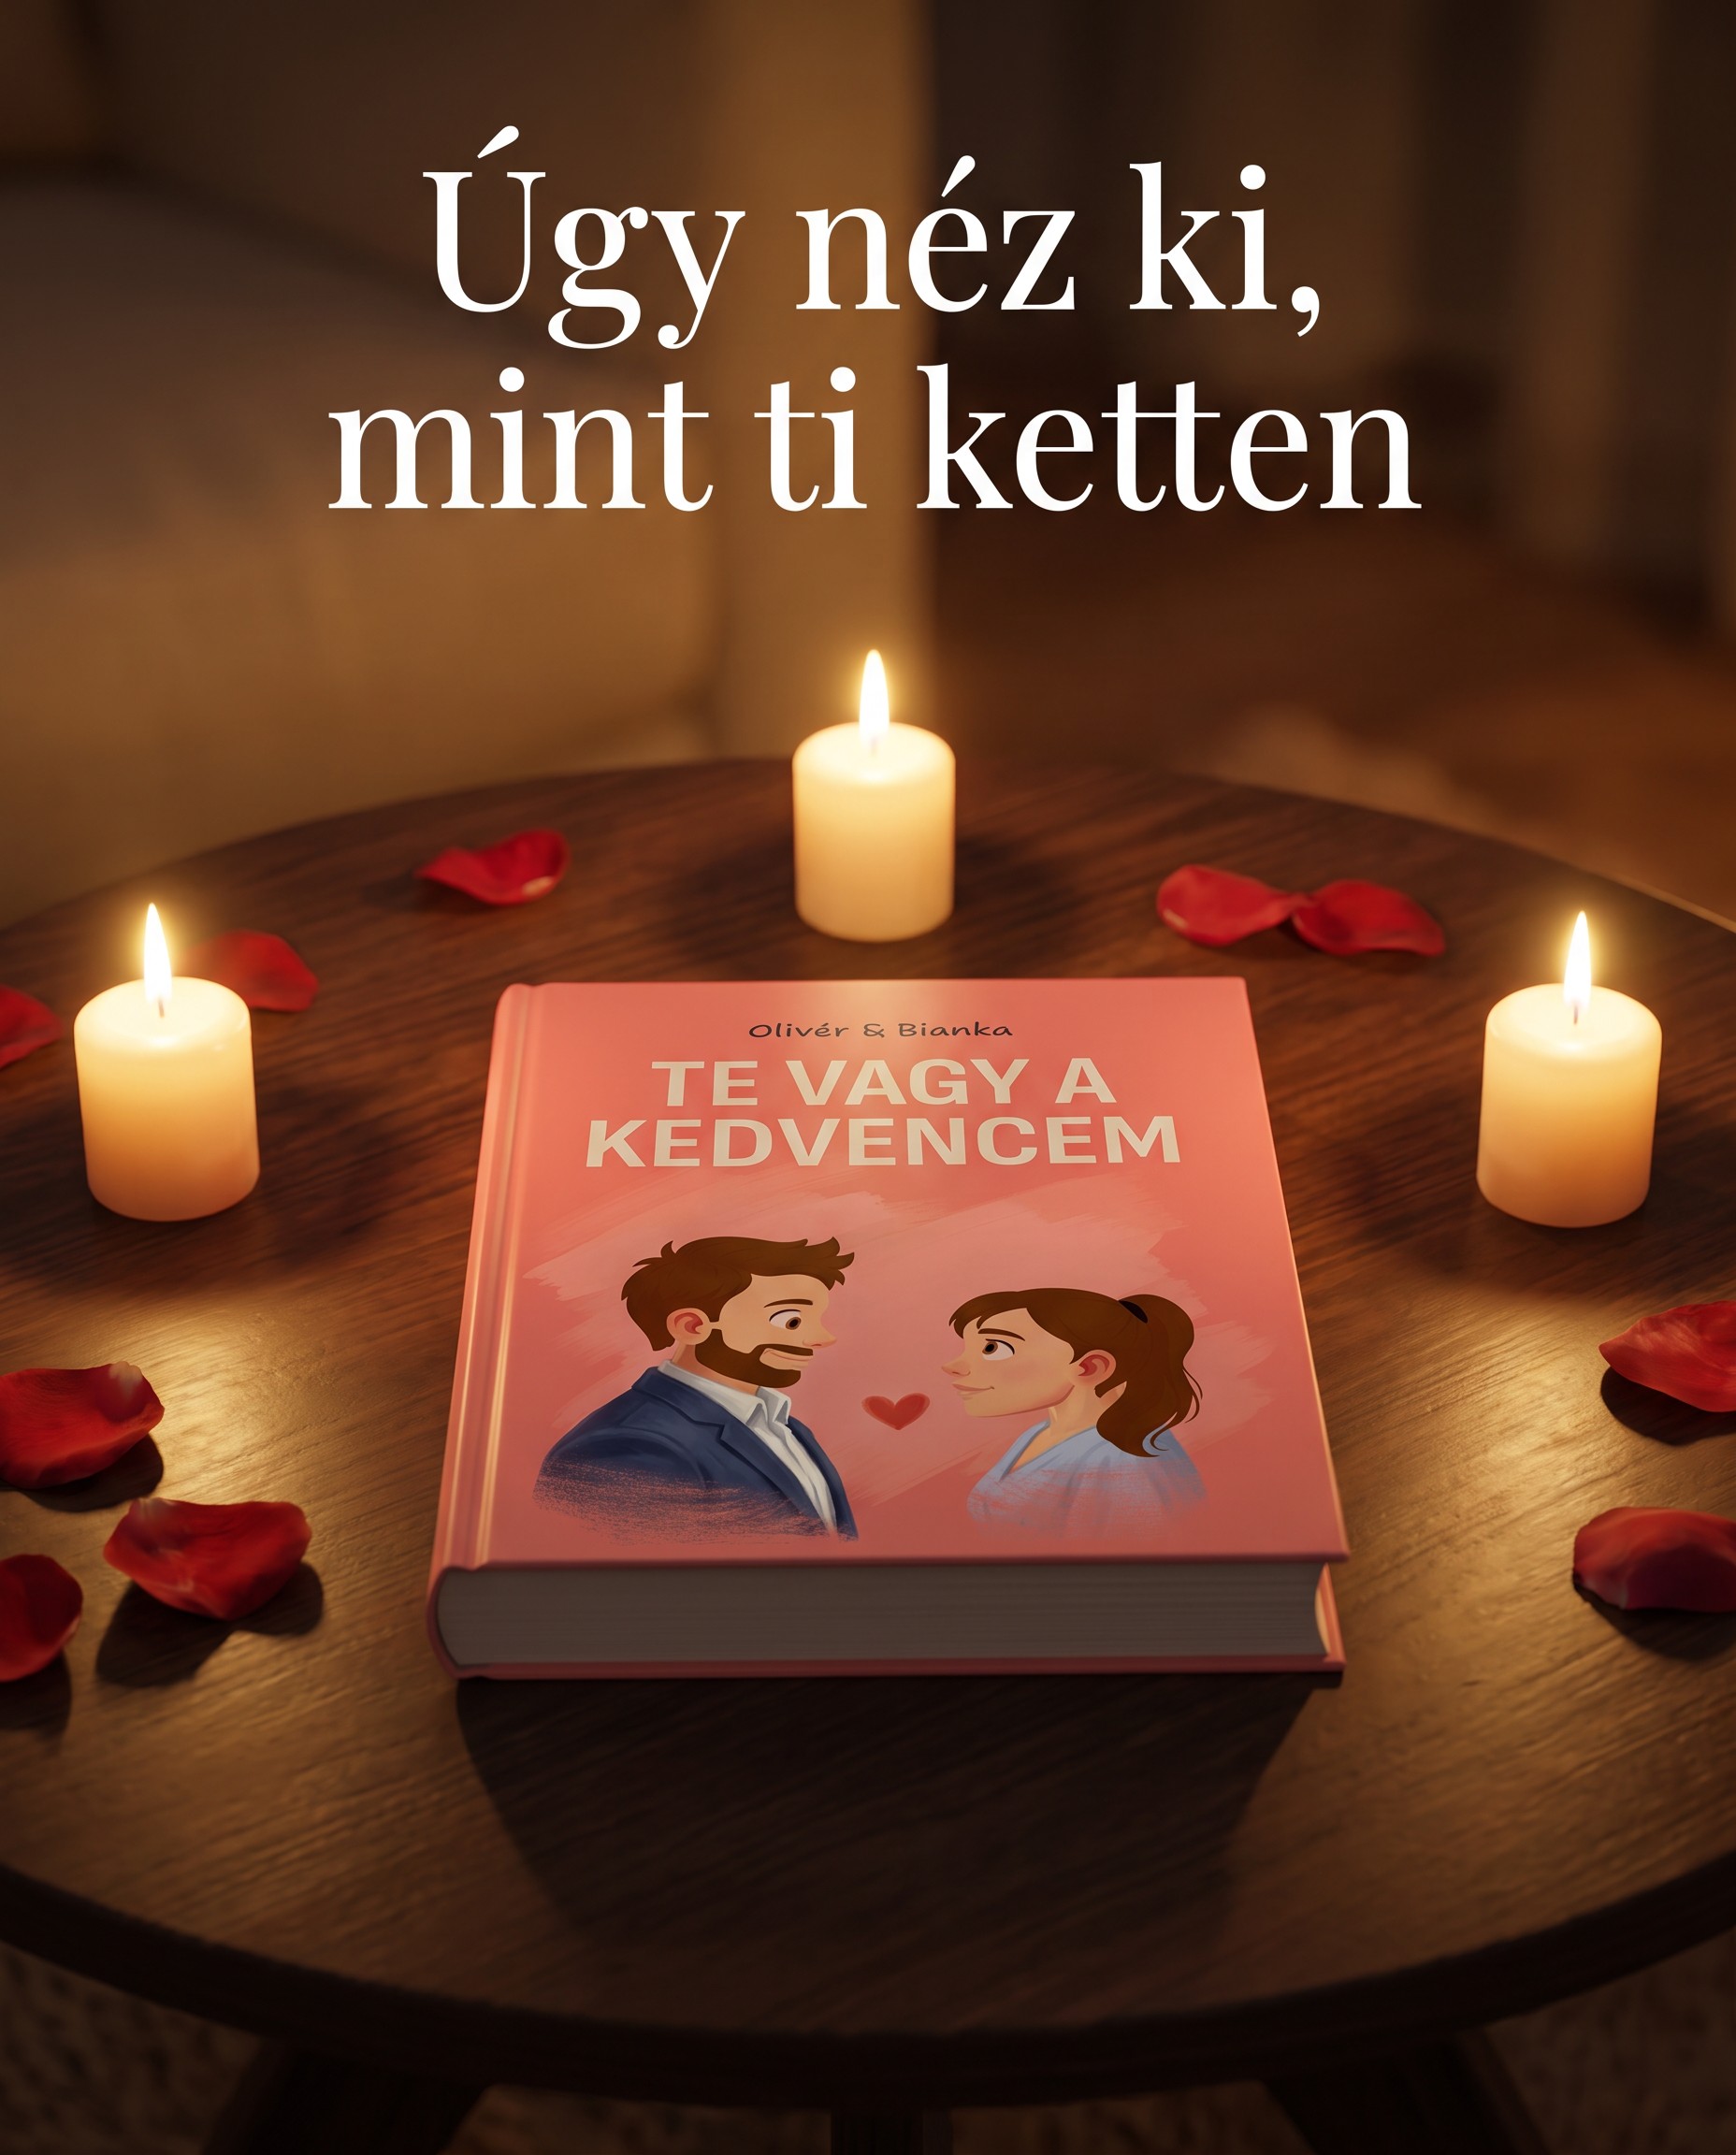 Úgy néz ki,
mint ti ketten
Olivér & Bianka
TE VAGY A
KEDVENCEM